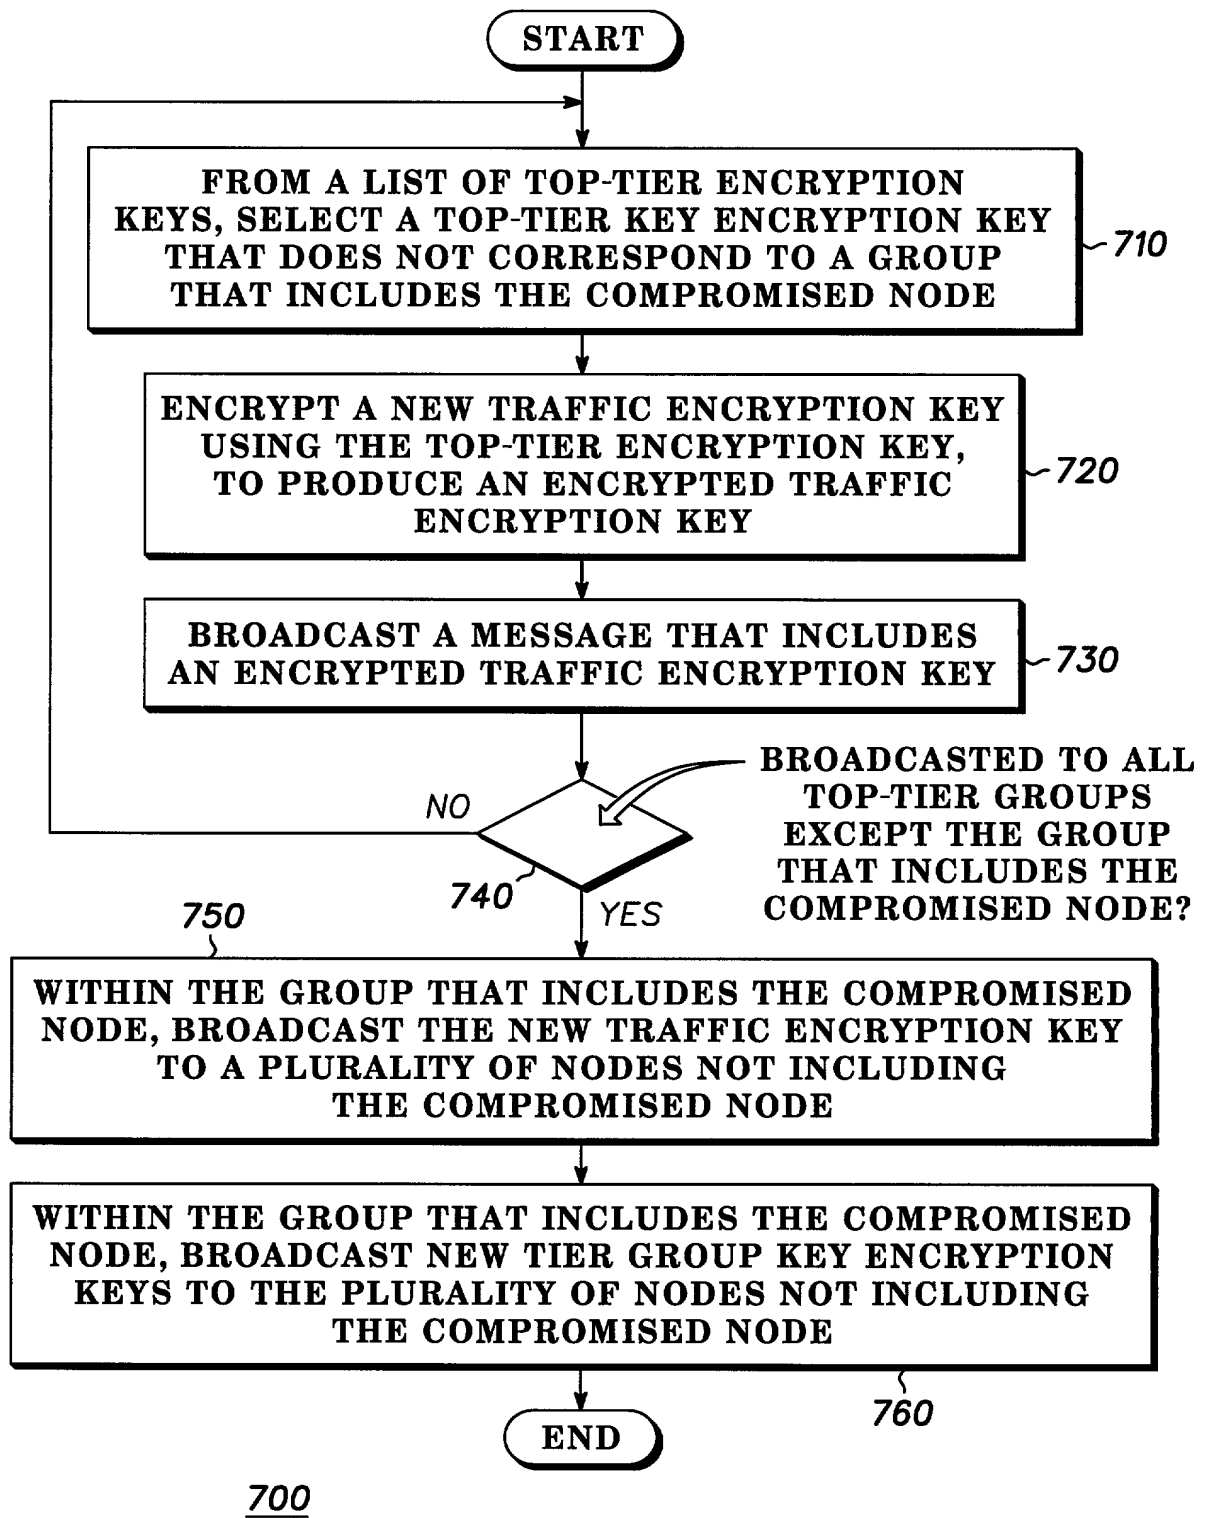 START
FROM A LIST OF TOP-TIER ENCRYPTION
KEYS, SELECT A TOP-TIER KEY ENCRYPTION KEY
THAT DOES NOT CORRESPOND TO A GROUP
THAT INCLUDES THE COMPROMISED NODE
710
ENCRYPT A NEW TRAFFIC ENCRYPTION KEY
USING THE TOP-TIER ENCRYPTION KEY,
TO PRODUCE AN ENCRYPTED TRAFFIC
ENCRYPTION KEY
720
BROADCAST A MESSAGE THAT INCLUDES
AN ENCRYPTED TRAFFIC ENCRYPTION KEY
730
BROADCASTED TO ALL
TOP-TIER GROUPS
EXCEPT THE GROUP
THAT INCLUDES THE
COMPROMISED NODE?
NO
740
YES
750
WITHIN THE GROUP THAT INCLUDES THE COMPROMISED
NODE, BROADCAST THE NEW TRAFFIC ENCRYPTION KEY
TO A PLURALITY OF NODES NOT INCLUDING
THE COMPROMISED NODE
WITHIN THE GROUP THAT INCLUDES THE COMPROMISED
NODE, BROADCAST NEW TIER GROUP KEY ENCRYPTION
KEYS TO THE PLURALITY OF NODES NOT INCLUDING
THE COMPROMISED NODE
760
END
700